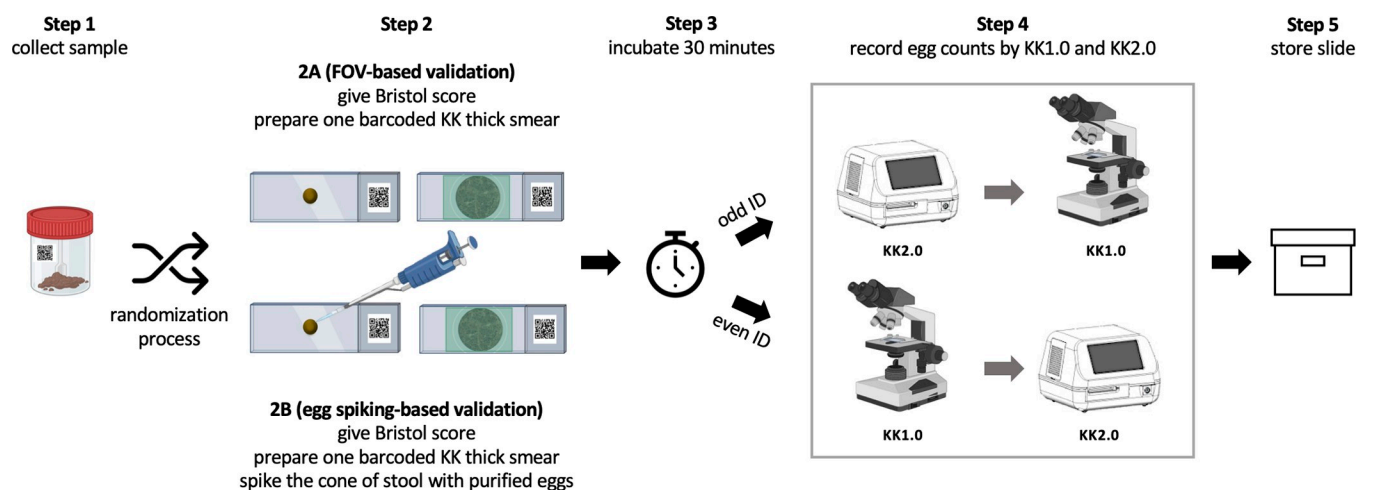 Step 1
collect sample
randomization
process
Step 2
2A (FOV-based validation)
give Bristol score
prepare one barcoded KK thick smear
2B (egg spiking-based validation)
give Bristol score
prepare one barcoded KK thick smear
spike the cone of stool with purified eggs
Step 3
incubate 30 minutes
odd ID
even ID
Step 4
record egg counts by KK1.0 and KK2.0
KK2.0
KK1.0
KK1.0
KK2.0
Step 5
store slide